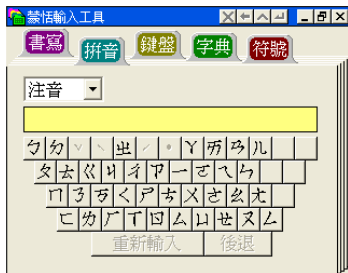 蒙恬輸入工具
書寫 拼音 鍵盤 字典 符號
注音
ㄅ ㄉ ˇ ˋ ㄓ ˊ ˙ ㄚ ㄞ ㄢ ㄦ
ㄆ ㄊ ㄍ ㄐ ㄔ ㄗ ㄧ ㄛ ㄟ ㄣ
ㄇ ㄋ ㄎ ㄑ ㄕ ㄘ ㄨ ㄜ ㄠ ㄤ
ㄈ ㄌ ㄏ ㄒ ㄖ ㄙ ㄩ ㄝ ㄡ ㄥ
重新輸入 後退